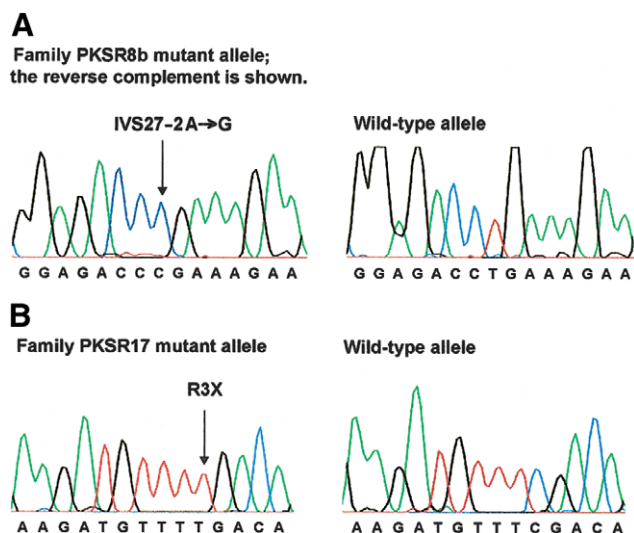 A
Family PKSR8b mutant allele;
the reverse complement is shown.
IVS27-2A→G
Wild-type allele
G G A G A C C C G A A A G A A
G G A G A C C T G A A A G A A
B
Family PKSR17 mutant allele
Wild-type allele
R3X
A A G A T G T T T T G A C A
A A G A T G T T T C G A C A